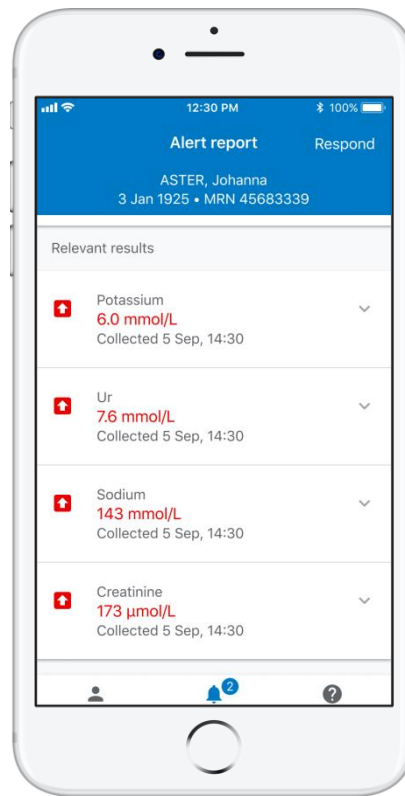 12:30 PM 100%
Alert report Respond
ASTER, Johanna
3 Jan 1925 • MRN 45683339
Relevant results
Potassium
6.0 mmol/L
Collected 5 Sep, 14:30
Ur
7.6 mmol/L
Collected 5 Sep, 14:30
Sodium
143 mmol/L
Collected 5 Sep, 14:30
Creatinine
173 μmol/L
Collected 5 Sep, 14:30
2
?